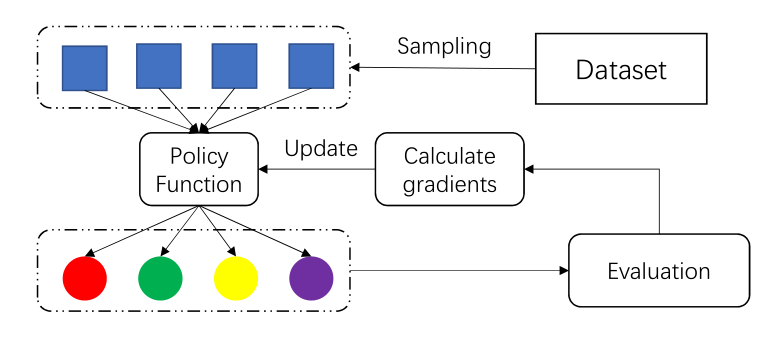 Sampling
Dataset
Policy
Function
Update
Calculate
gradients
Evaluation